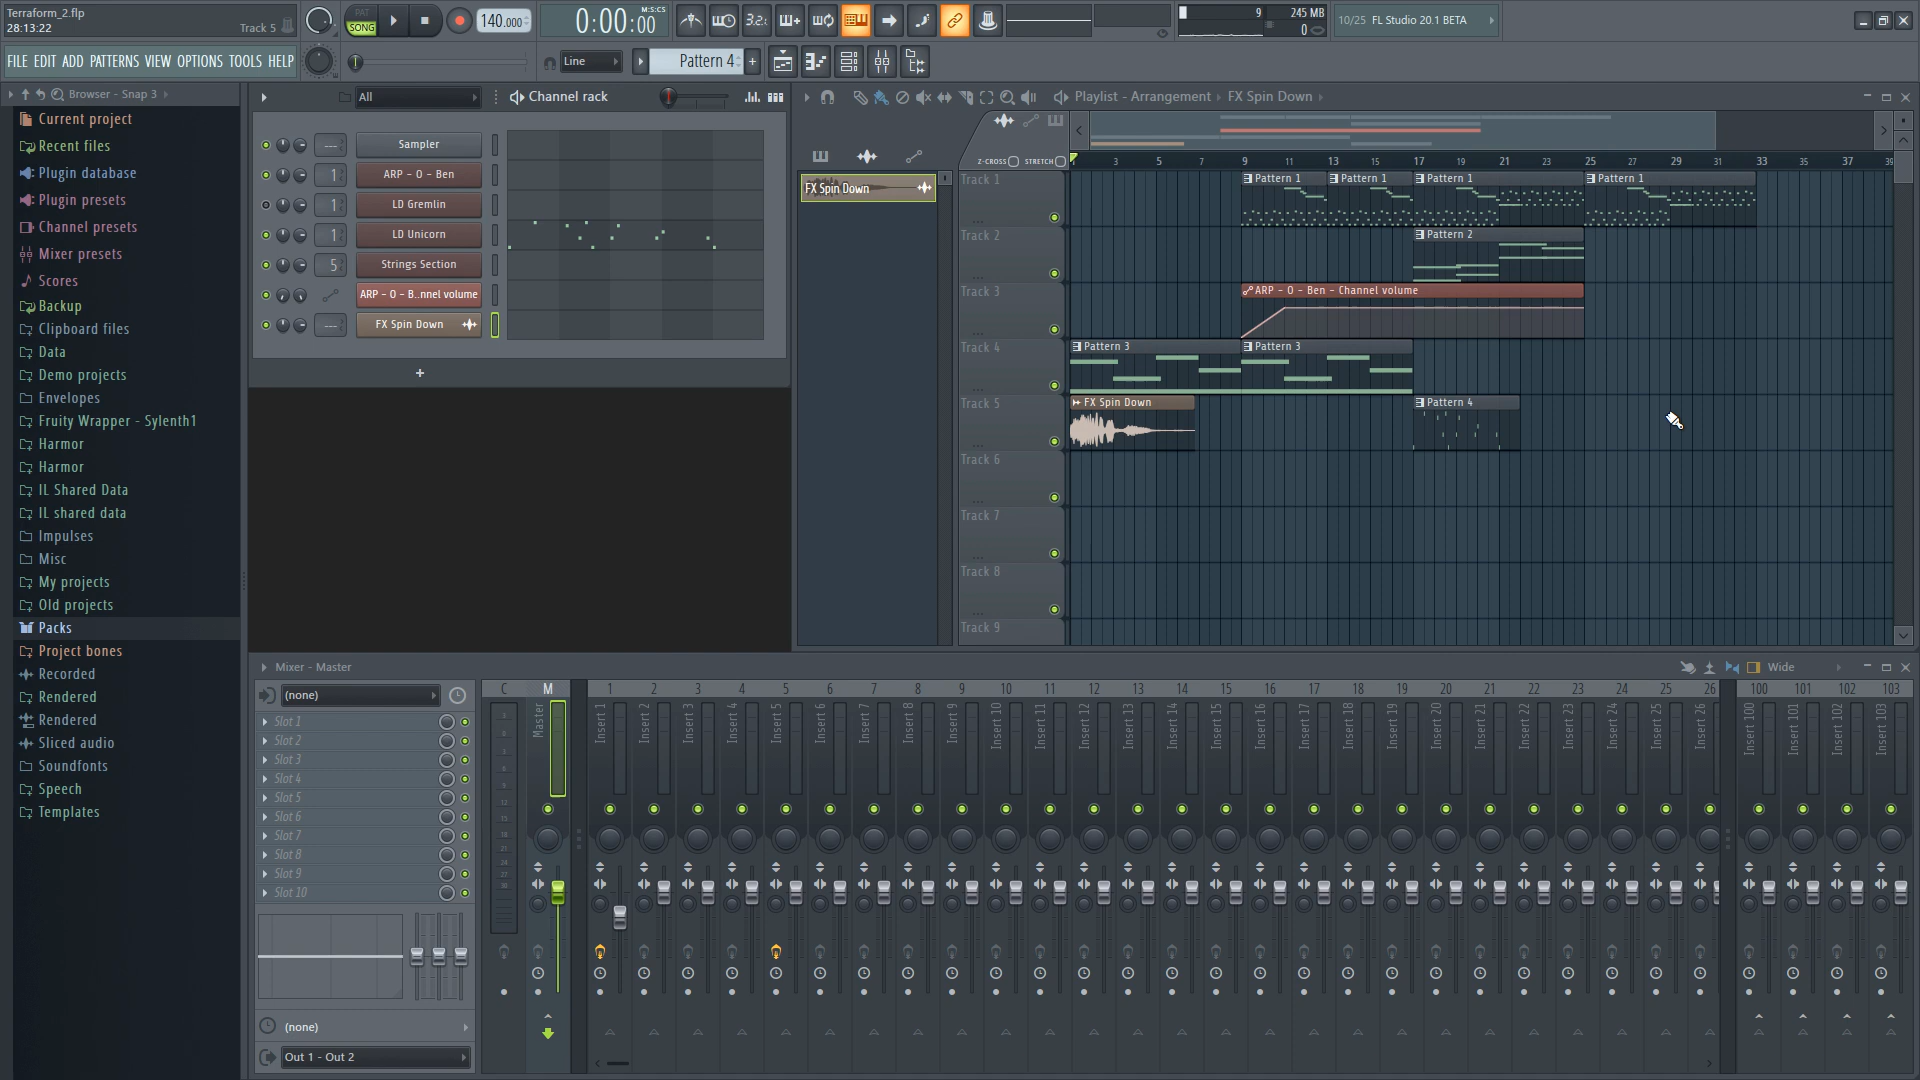 Terraform_2.flp
28:13:22
Track 5
PAT
SONG
140.000
0:00:00
M:S:CS
3.2.
9
245 MB
0
10/25 FL Studio 20.1 BETA
FILE EDIT ADD PATTERNS VIEW OPTIONS TOOLS HELP
Line
Pattern 4
+
Browser - Snap 3
Current project
Recent files
Plugin database
Plugin presets
Channel presets
Mixer presets
Scores
Backup
Clipboard files
Data
Demo projects
Envelopes
Fruity Wrapper - Sylenth1
Harmor
Harmor
IL Shared Data
IL shared data
Impulses
Misc
My projects
Old projects
Packs
Project bones
Recorded
Rendered
Rendered
Sliced audio
Soundfonts
Speech
Templates
All
Channel rack
--- Sampler
1 ARP - O - Ben
1 LD Gremlin
1 LD Unicorn
5 Strings Section
ARP - O - B..nnel volume
--- FX Spin Down
+
Playlist - Arrangement › FX Spin Down ›
Z-CROSS STRETCH
3 5 7 9 11 13 15 17 19 21 23 25 27 29 31 33 35 37 39
FX Spin Down
Track 1
Pattern 1 Pattern 1 Pattern 1 Pattern 1
Track 2
Pattern 2
Track 3
ARP - O - Ben - Channel volume
Track 4
Pattern 3 Pattern 3
Track 5
FX Spin Down Pattern 4
Track 6
Track 7
Track 8
Track 9
Mixer - Master
Wide
(none)
Slot 1
Slot 2
Slot 3
Slot 4
Slot 5
Slot 6
Slot 7
Slot 8
Slot 9
Slot 10
(none)
Out 1 - Out 2
C M 1 2 3 4 5 6 7 8 9 10 11 12 13 14 15 16 17 18 19 20 21 22 23 24 25 26 100 101 102 103
Master
Insert 1
Insert 2
Insert 3
Insert 4
Insert 5
Insert 6
Insert 7
Insert 8
Insert 9
Insert 10
Insert 11
Insert 12
Insert 13
Insert 14
Insert 15
Insert 16
Insert 17
Insert 18
Insert 19
Insert 20
Insert 21
Insert 22
Insert 23
Insert 24
Insert 25
Insert 26
Insert 100
Insert 101
Insert 102
Insert 103